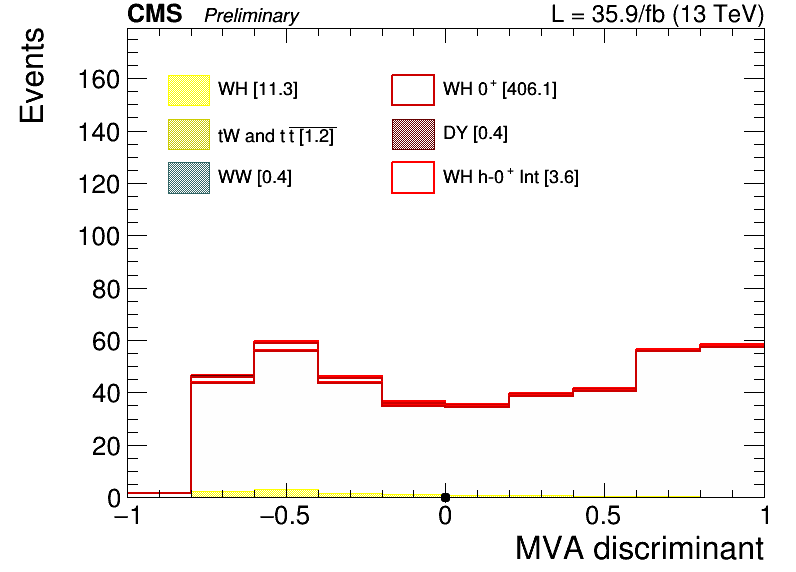 CMS Preliminary L = 35.9/fb (13 TeV)
Events
160
140
120
100
80
60
40
20
0
WH [11.3]
WH 0⁺ [406.1]
tW and t t̅ [1.2]
DY [0.4]
WW [0.4]
WH h-0⁺ Int [3.6]
−1 −0.5 0 0.5 1
MVA discriminant